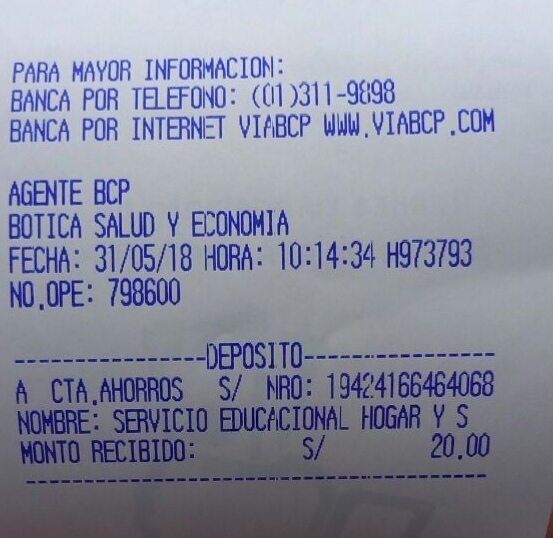 PARA MAYOR INFORMACION:
BANCA POR TELEFONO: (01)311-9898
BANCA POR INTERNET VIABCP WWW.VIABCP.COM
AGENTE BCP
BOTICA SALUD Y ECONOMIA
FECHA: 31/05/18 HORA: 10:14:34 H973793
NO.OPE: 798600
----------------DEPOSITO----------------
A CTA.AHORROS S/ NRO: 19424166464068
NOMBRE: SERVICIO EDUCACIONAL HOGAR Y S
MONTO RECIBIDO: S/ 20.00
----------------------------------------